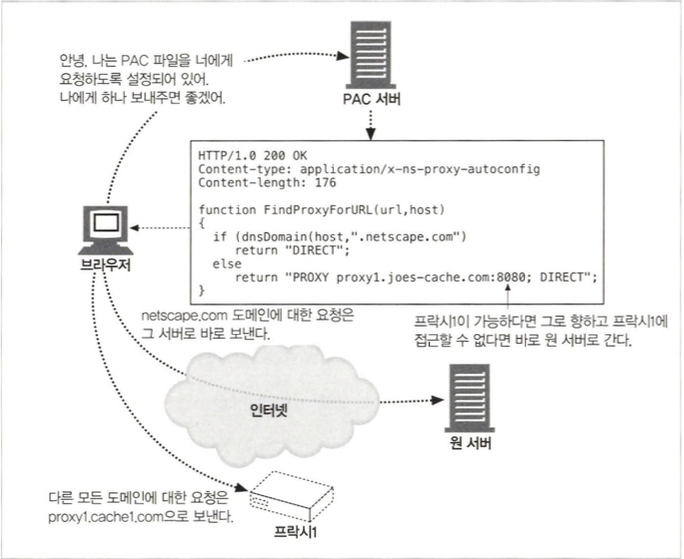 안녕, 나는 PAC 파일을 너에게
요청하도록 설정되어 있어.
나에게 하나 보내주면 좋겠어.
PAC 서버
HTTP/1.0 200 OK
Content-type: application/x-ns-proxy-autoconfig
Content-length: 176
function FindProxyForURL(url,host)
{
if (dnsDomain(host,".netscape.com")
return "DIRECT";
else
return "PROXY proxy1.joes-cache.com:8080; DIRECT";
}
브라우저
netscape.com 도메인에 대한 요청은
그 서버로 바로 보낸다.
프락시1이 가능하다면 그로 향하고 프락시1에
접근할 수 없다면 바로 원 서버로 간다.
인터넷
원 서버
다른 모든 도메인에 대한 요청은
proxy1.cache1.com으로 보낸다.
프락시1